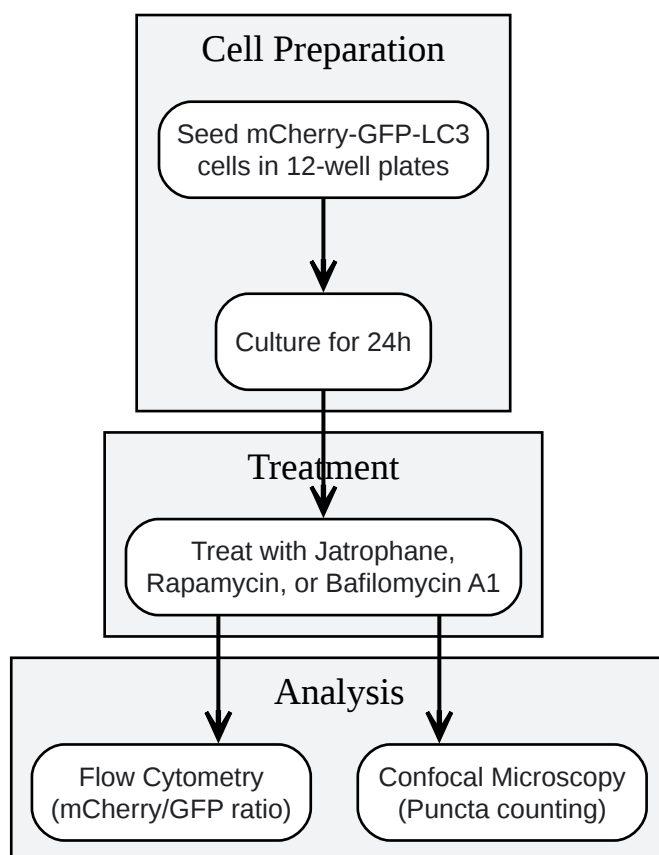 Cell Preparation
Seed mCherry-GFP-LC3
cells in 12-well plates
Culture for 24h
Treatment
Treat with Jatrophane,
Rapamycin, or Bafilomycin A1
Analysis
Flow Cytometry
(mCherry/GFP ratio)
Confocal Microscopy
(Puncta counting)